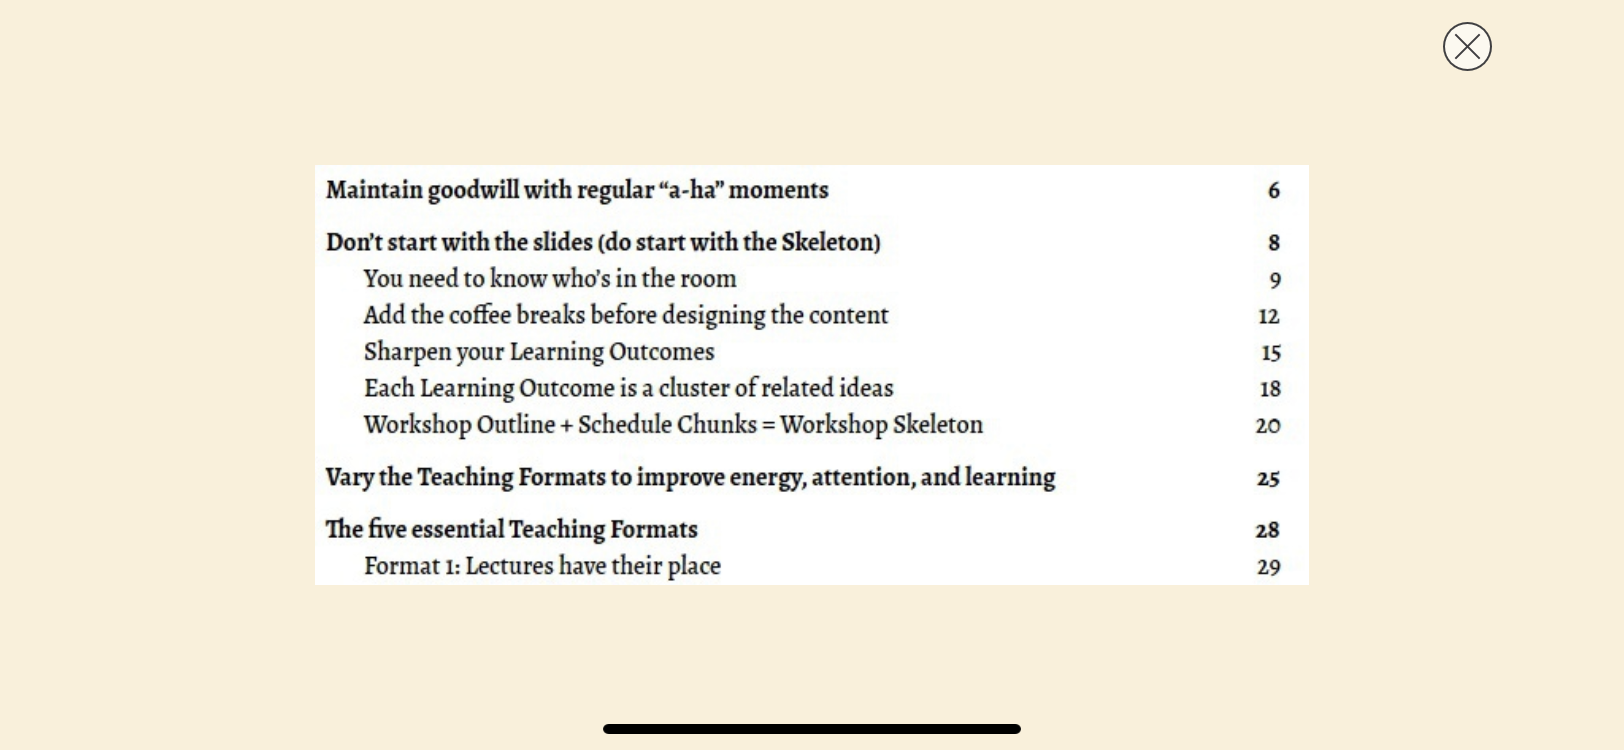 Maintain goodwill with regular “a-ha” moments 6
Don’t start with the slides (do start with the Skeleton) 8
You need to know who’s in the room 9
Add the coffee breaks before designing the content 12
Sharpen your Learning Outcomes 15
Each Learning Outcome is a cluster of related ideas 18
Workshop Outline + Schedule Chunks = Workshop Skeleton 20
Vary the Teaching Formats to improve energy, attention, and learning 25
The five essential Teaching Formats 28
Format 1: Lectures have their place 29